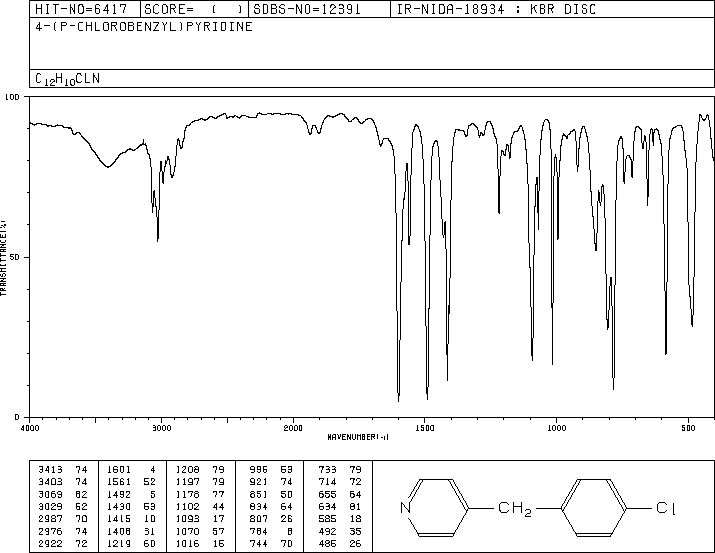 HIT-NO=6417 SCORE= ( ) SDBS-NO=12391 IR-NIDA-18934 : KBR DISC
4-(P-CHLOROBENZYL)PYRIDINE
C12H10CLN
100
50
0
TRANSMITTANCE(%)
4000 3000 2000 1500 1000 500
WAVENUMBER(-1)
3413 74 1601 4 1208 79 996 53 733 79
3403 74 1561 52 1197 79 921 74 714 72
3069 62 1492 5 1178 77 851 50 655 64
3029 52 1430 53 1102 44 834 64 634 81
2987 70 1415 10 1093 17 807 26 585 18
2976 74 1408 31 1070 57 784 8 492 35
2922 72 1219 60 1016 16 744 70 486 26
N CH2 Cl